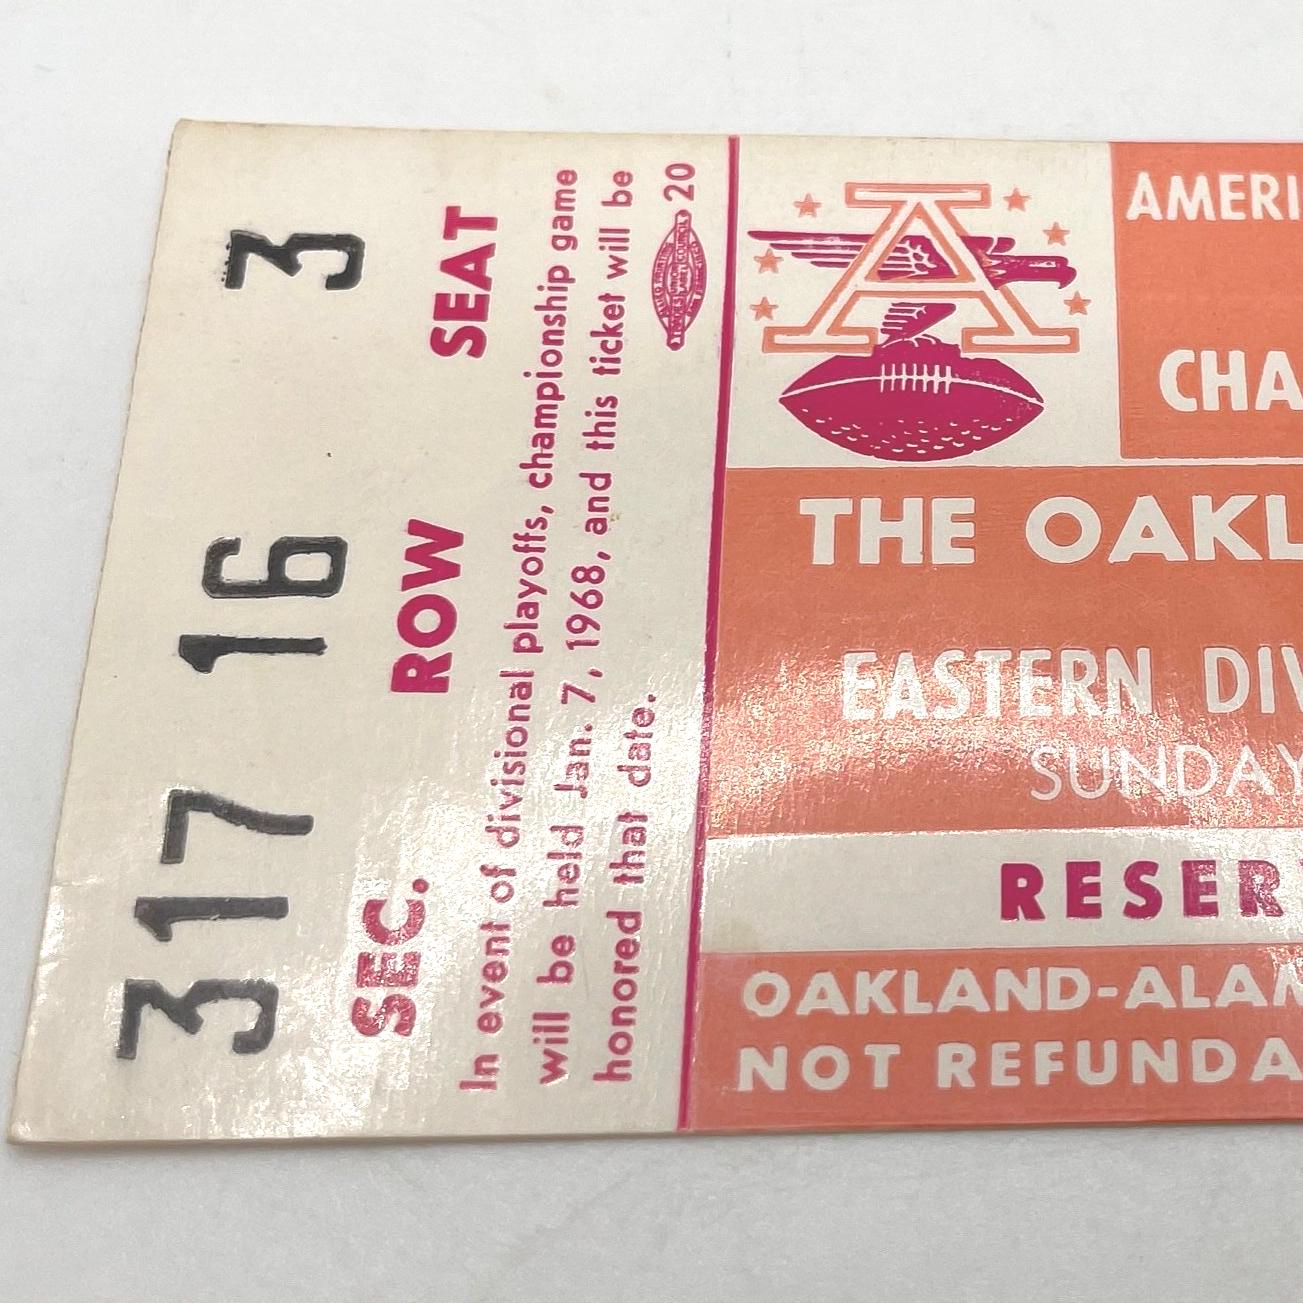 SEC. ROW SEAT
317 16 3
In event of divisional playoffs, championship game
will be held Jan. 7, 1968, and this ticket will be
honored that date.
20
A
AMERI
CHA
THE OAKL
EASTERN DIV
SUNDAY
RESER
OAKLAND-ALAM
NOT REFUNDA